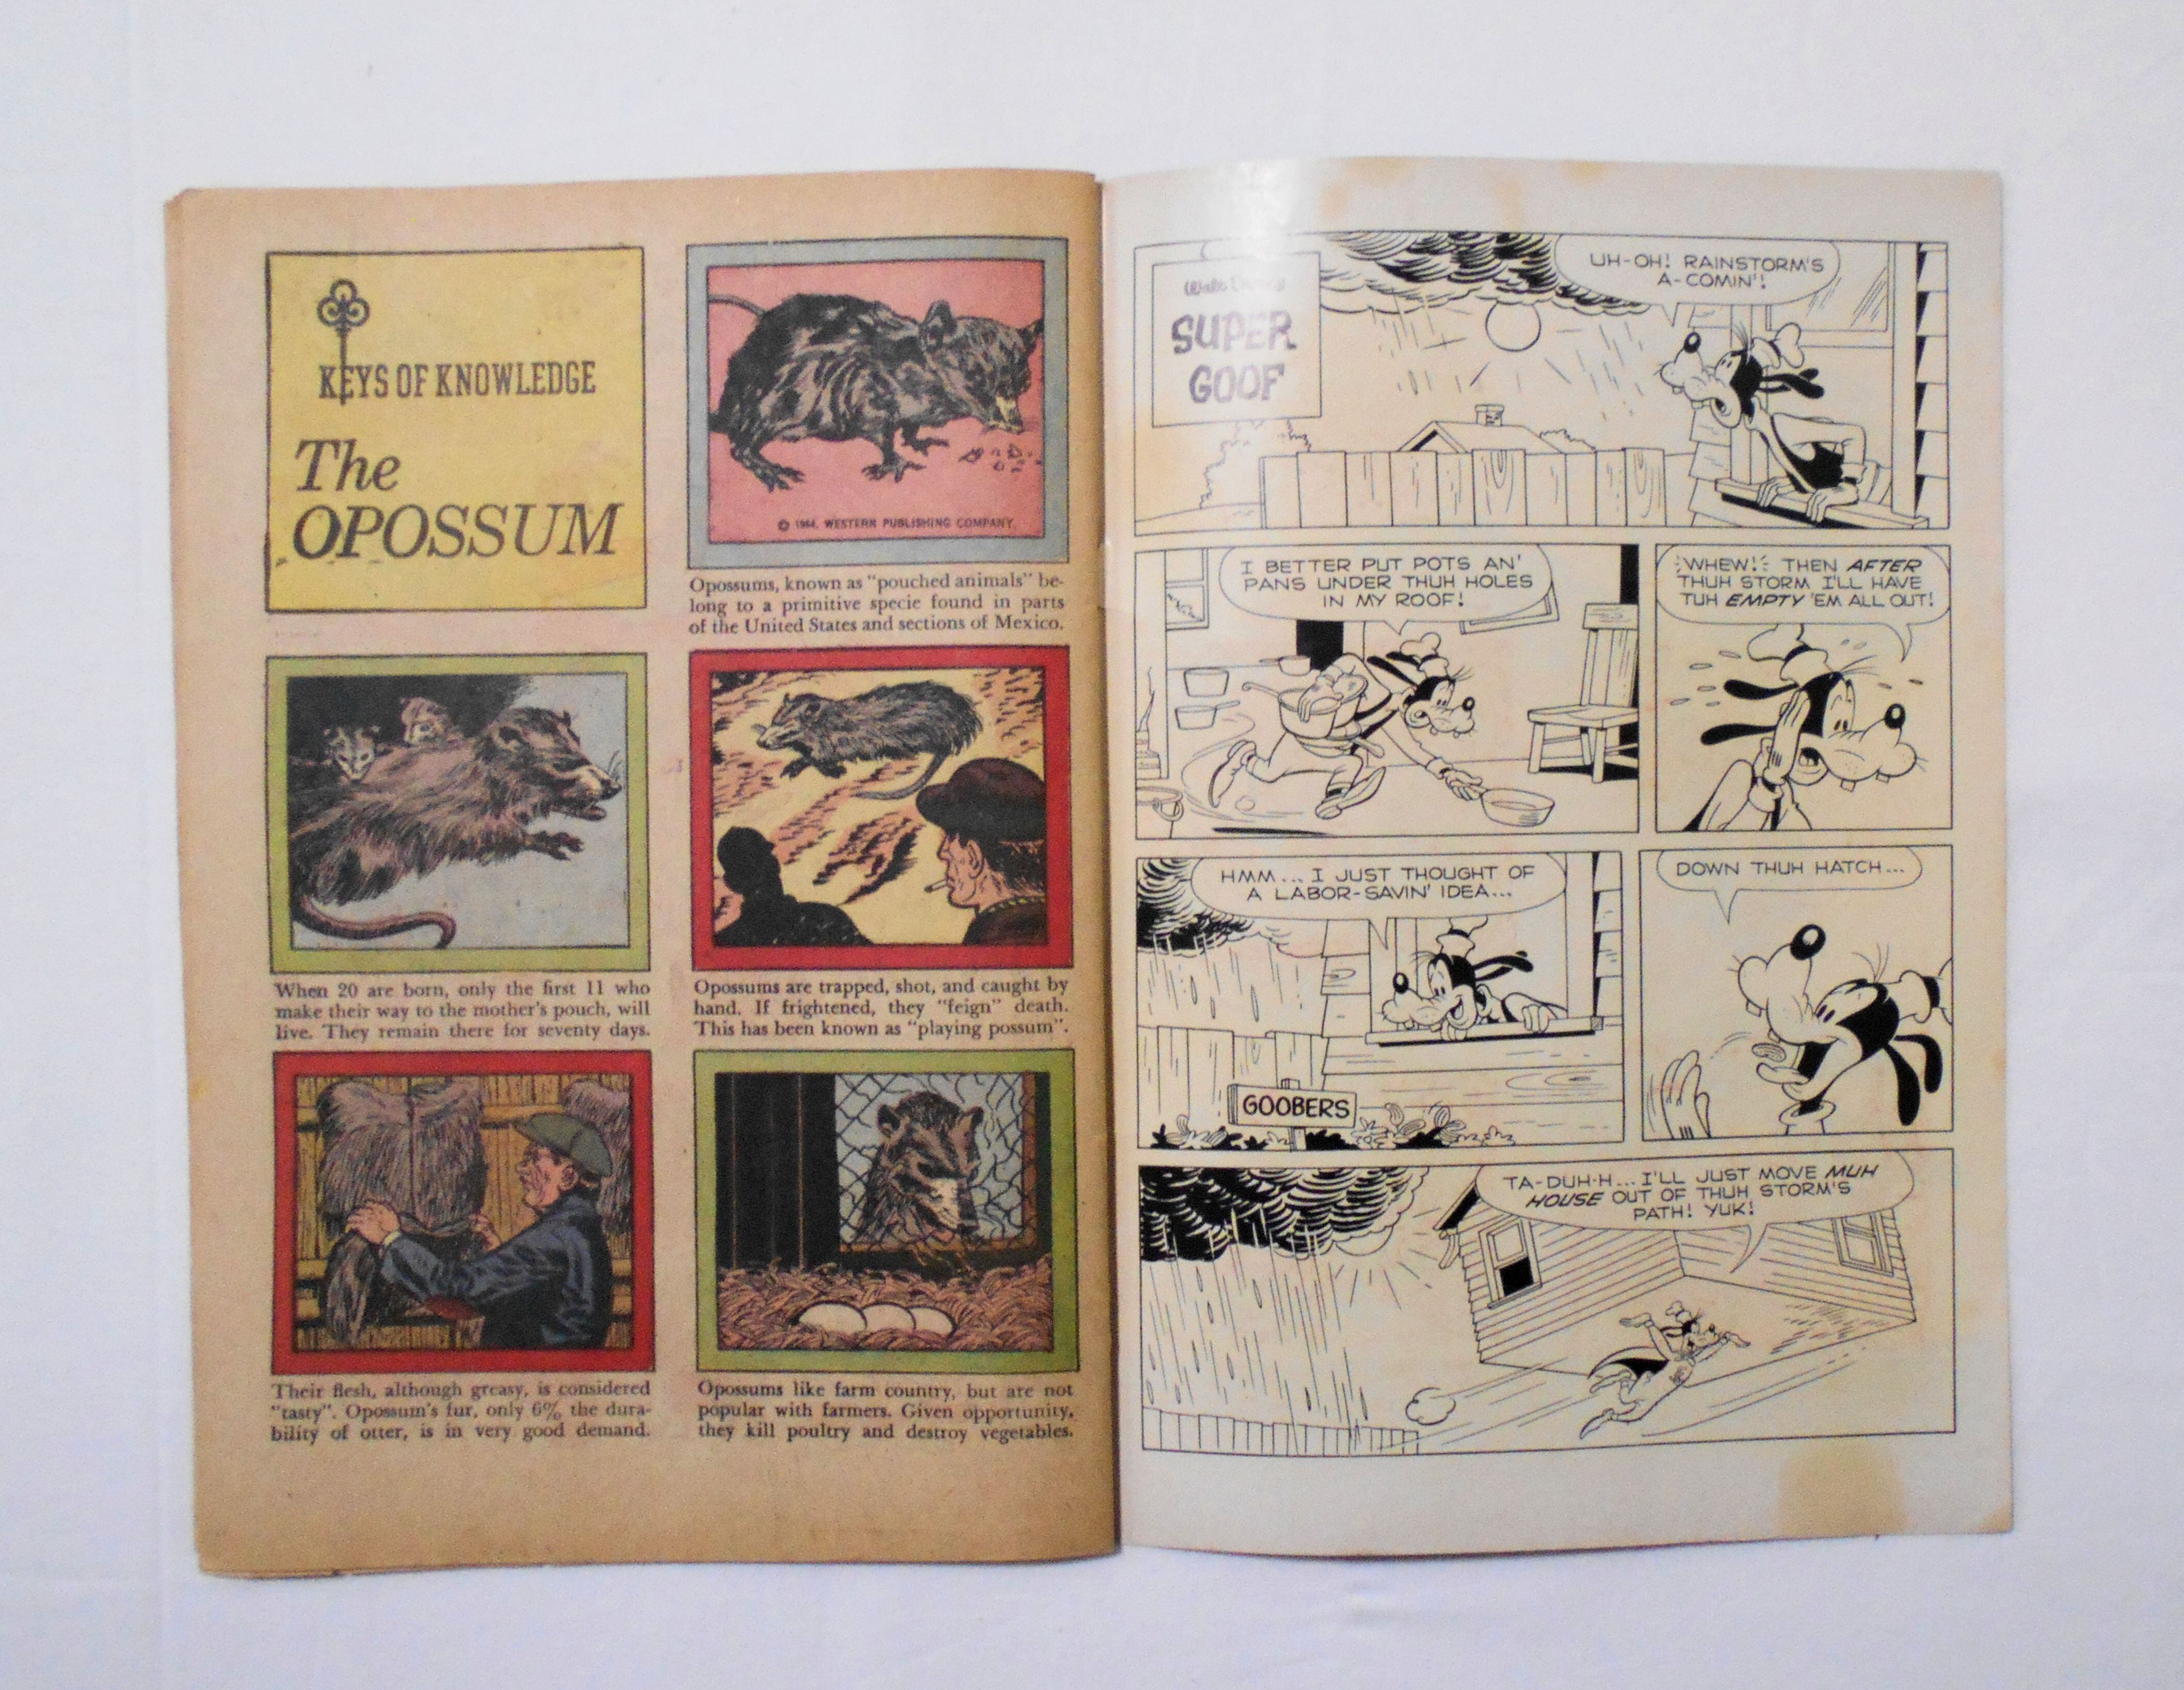 KEYS OF KNOWLEDGE
The
OPOSSUM
© 1964, WESTERN PUBLISHING COMPANY.
Opossums, known as "pouched animals" be-
long to a primitive specie found in parts
of the United States and sections of Mexico.
When 20 are born, only the first 11 who
make their way to the mother's pouch, will
live. They remain there for seventy days.
Opossums are trapped, shot, and caught by
hand. If frightened, they "feign" death.
This has been known as "playing possum".
Their flesh, although greasy, is considered
"tasty". Opossum's fur, only 6% the dura-
bility of otter, is in very good demand.
Opossums like farm country, but are not
popular with farmers. Given opportunity,
they kill poultry and destroy vegetables.
Walt Disney
SUPER
GOOF
UH-OH! RAINSTORM'S
A-COMIN'!
I BETTER PUT POTS AN'
PANS UNDER THUH HOLES
IN MY ROOF!
WHEW! THEN AFTER
THUH STORM I'LL HAVE
TUH EMPTY 'EM ALL OUT!
HMM... I JUST THOUGHT OF
A LABOR-SAVIN' IDEA...
GOOBERS
DOWN THUH HATCH...
TA-DUH-H... I'LL JUST MOVE MUH
HOUSE OUT OF THUH STORM'S
PATH! YUK!